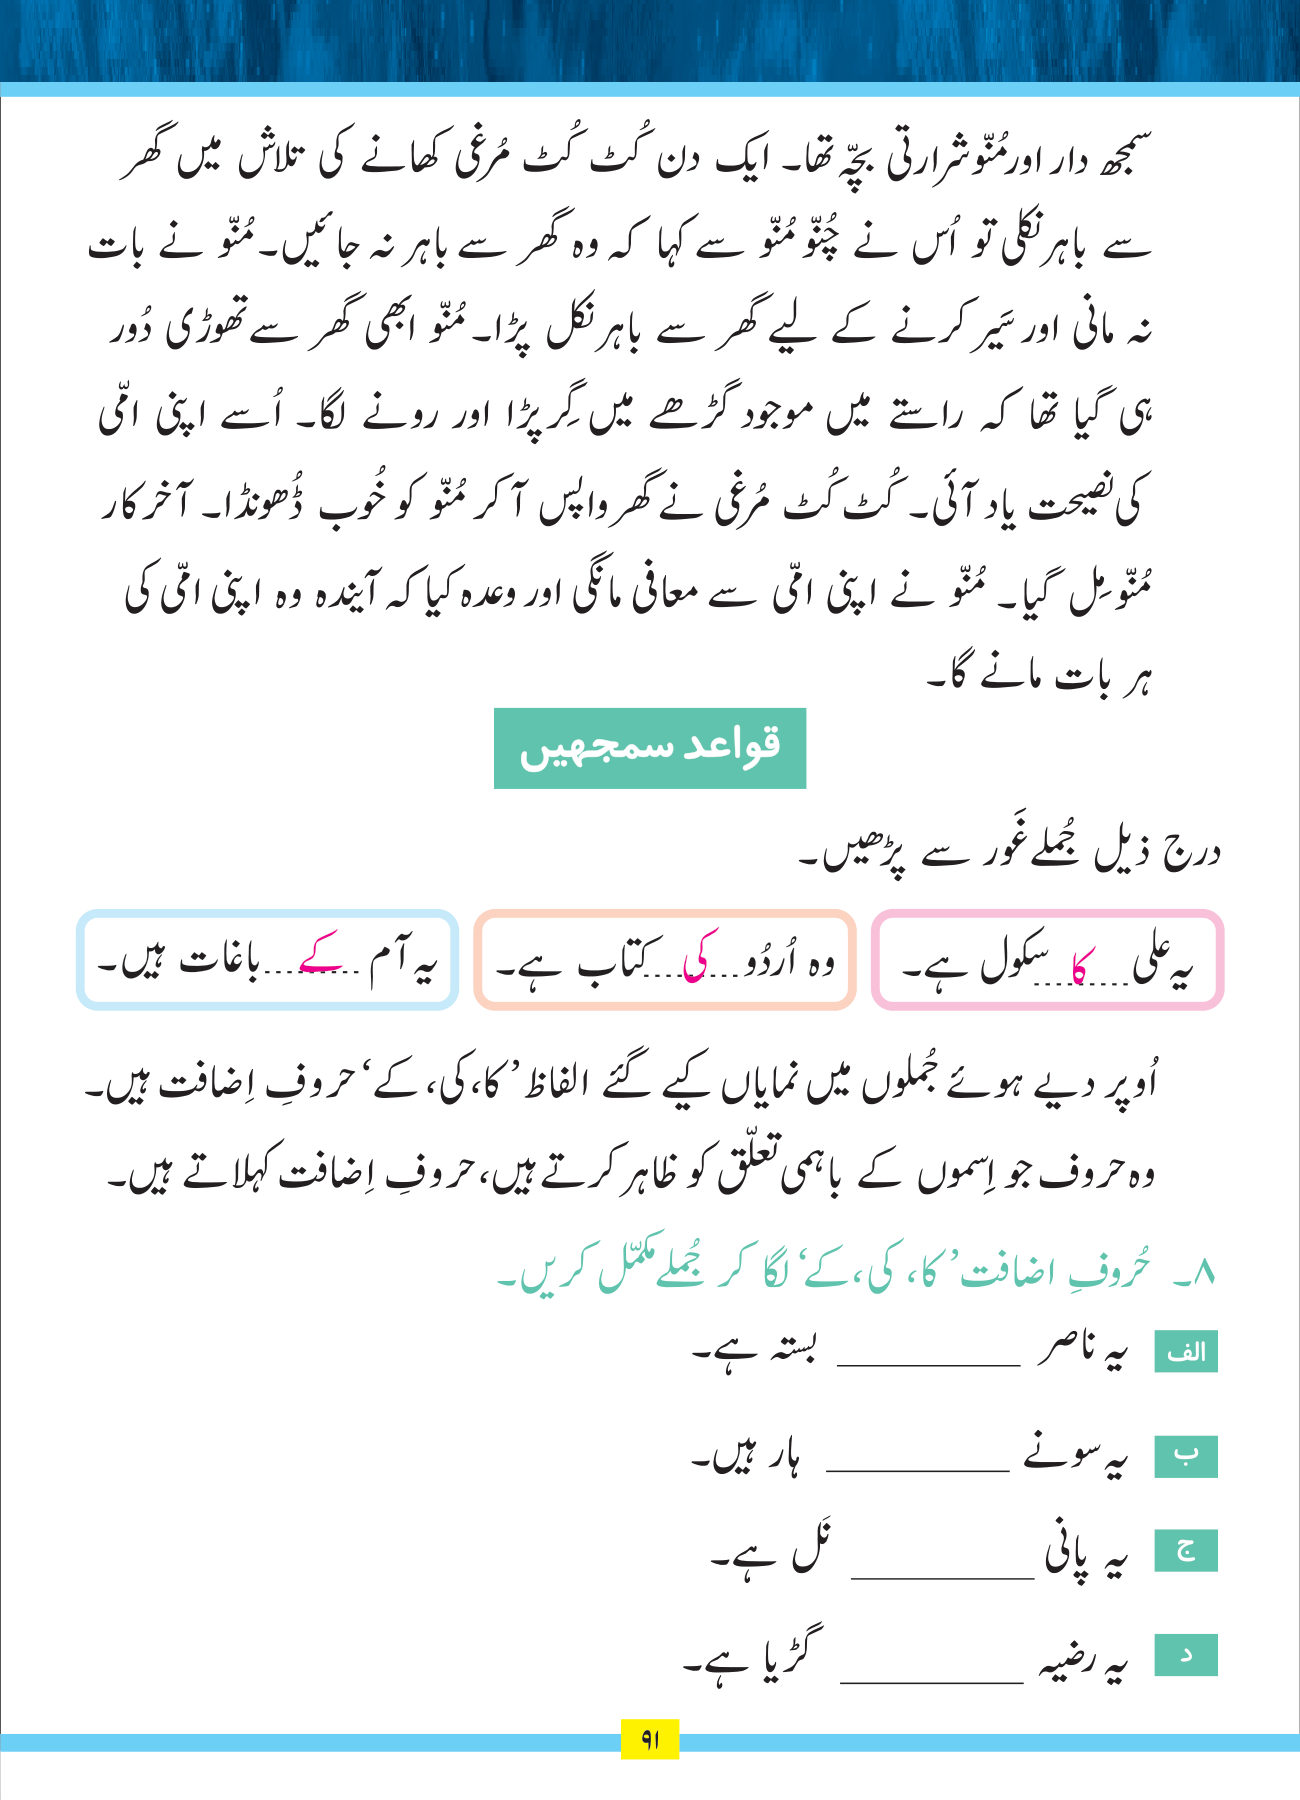 سمجھ دار اور مُنّو شرارتی بچّہ تھا۔ ایک دن کُٹ کُٹ مُرغی کھانے کی تلاش میں گھر
سے باہر نکلی تو اُس نے چُنّو مُنّو سے کہا کہ وہ گھر سے باہر نہ جائیں۔ مُنّو نے بات
نہ مانی اور سَیر کرنے کے لیے گھر سے باہر نکل پڑا۔ مُنّو ابھی گھر سے تھوڑی دُور
ہی گیا تھا کہ راستے میں موجود گڑھے میں گِر پڑا اور رونے لگا۔ اُسے اپنی امّی
کی نصیحت یاد آئی۔ کُٹ کُٹ مُرغی نے گھر واپس آ کر مُنّو کو خُوب ڈُھونڈا۔ آخر کار
مُنّو مِل گیا۔ مُنّو نے اپنی امّی سے معافی مانگی اور وعدہ کیا کہ آیندہ وہ اپنی امّی کی
ہر بات مانے گا۔
قواعد سمجھیں
درج ذیل جُملے غَور سے پڑھیں۔
یہ علی کا سکول ہے۔ وہ اُردُو کی کتاب ہے۔ یہ آم کے باغات ہیں۔
اُوپر دیے ہوئے جُملوں میں نمایاں کیے گئے الفاظ ’کا، کی، کے‘ حروفِ اِضافت ہیں۔
وہ حروف جو اِسموں کے باہمی تعلّق کو ظاہر کرتے ہیں، حروفِ اِضافت کہلاتے ہیں۔
۸۔ حُروفِ اضافت ’کا، کی، کے‘ لگا کر جُملے مکمّل کریں۔
الف یہ ناصر ________ بستہ ہے۔
ب یہ سونے ________ ہار ہیں۔
ج یہ پانی ________ نَل ہے۔
د یہ رضیہ ________ گڑیا ہے۔
۹۱